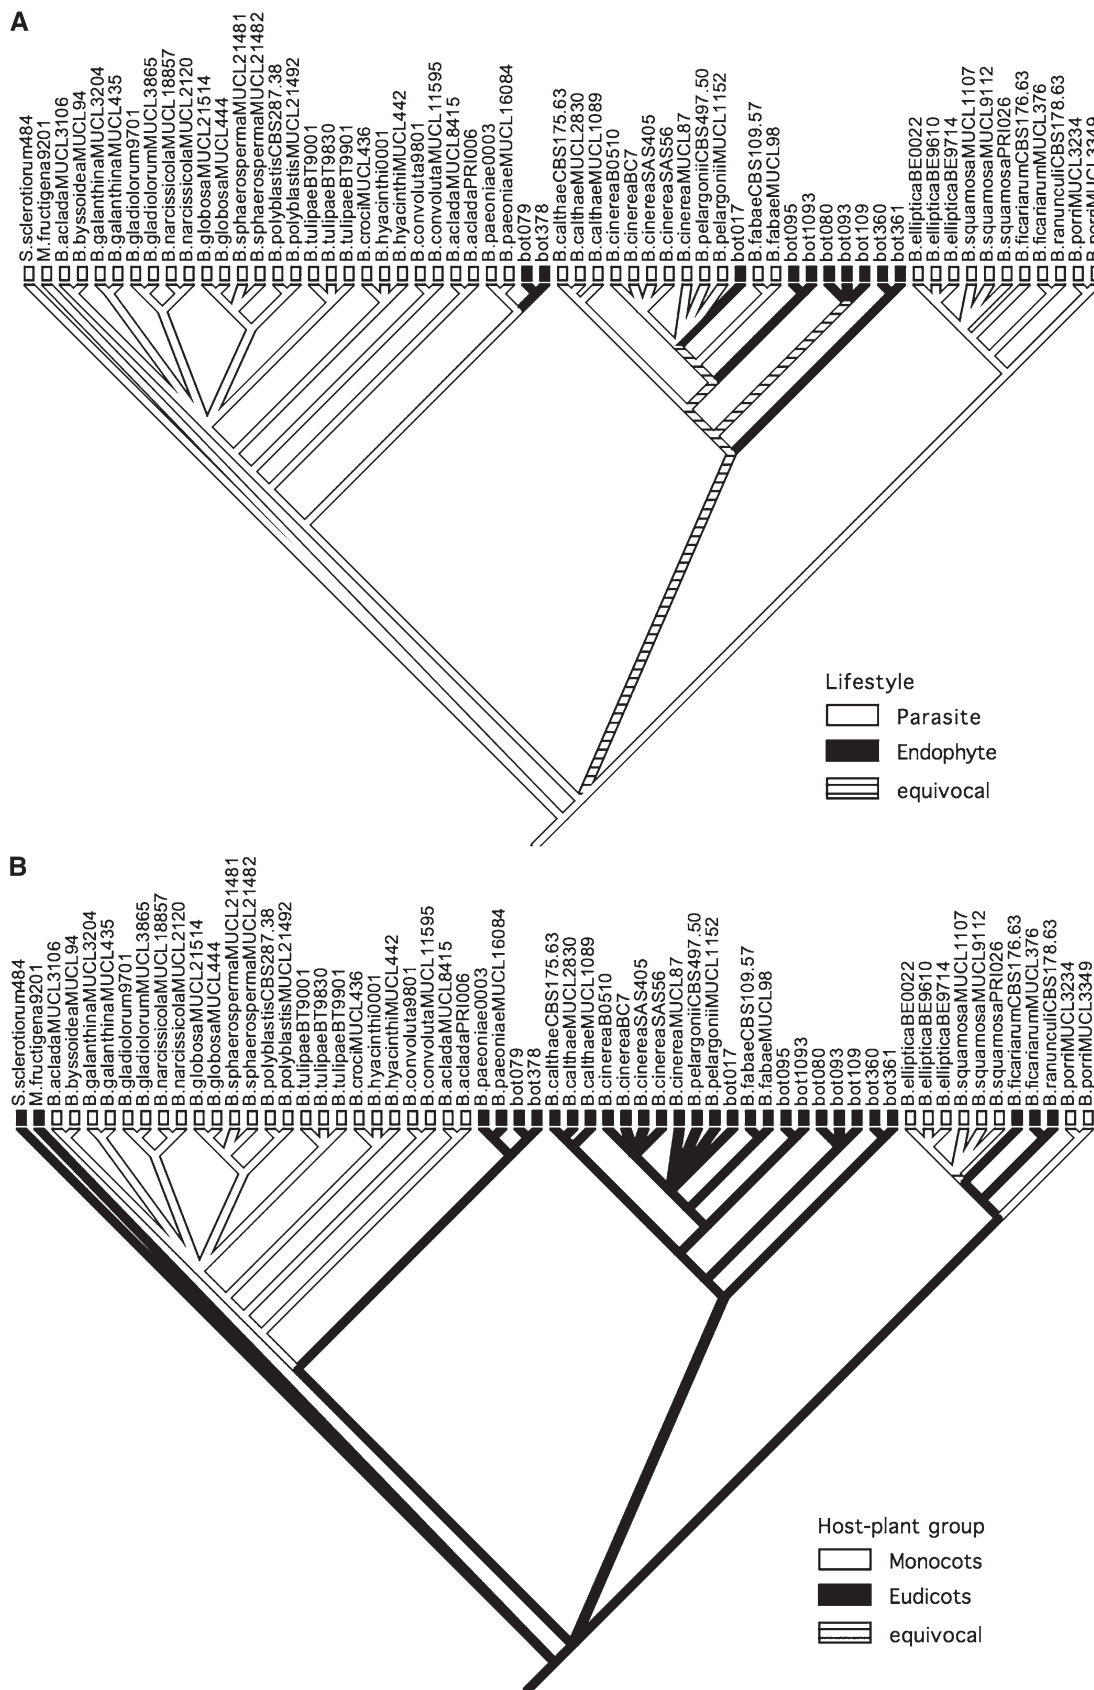 A
S.sclerotium484
M.fructigena9201
B.acladaMUCL3106
B.byssoideaMUCL94
B.galanthinaMUCL3204
B.galanthinaMUCL435
B.gladiolorum9701
B.gladiolorumMUCL3865
B.narcissicolaMUCL18857
B.narcissicolaMUCL2120
B.globosaMUCL21514
B.globosaMUCL444
B.sphaerospermaMUCL21481
B.sphaerospermaMUCL21482
B.polyblastisCBS287.38
B.polyblastisMUCL21492
B.tulipaeBT9001
B.tulipaeBT9830
B.tulipaeBT9901
B.crociMUCL436
B.hyacinthi0001
B.hyacinthiMUCL442
B.convoluta9801
B.convolutaMUCL11595
B.acladaMUCL8415
B.acladaPRI006
B.paeoniae0003
B.paeoniaeMUCL16084
bot079
bot378
B.calthaeCBS175.63
B.calthaeMUCL2830
B.calthaeMUCL1089
B.cinereaB0510
B.cinereaBC7
B.cinereaSAS405
B.cinereaSAS56
B.cinereaMUCL87
B.pelargoniiCBS497.50
B.pelargoniiMUCL1152
bot017
B.fabaeCBS109.57
B.fabaeMUCL98
bot095
bot1093
bot080
bot093
bot109
bot360
bot361
B.ellipticaBE0022
B.ellipticaBE9610
B.ellipticaBE9714
B.squamosaMUCL1107
B.squamosaMUCL9112
B.squamosaPRI026
B.ficariarumCBS176.63
B.ficariarumMUCL376
B.ranunculiCBS178.63
B.porriMUCL3234
B.porriMUCL3349
Lifestyle
Parasite
Endophyte
equivocal
B
S.sclerotium484
M.fructigena9201
B.acladaMUCL3106
B.byssoideaMUCL94
B.galanthinaMUCL3204
B.galanthinaMUCL435
B.gladiolorum9701
B.gladiolorumMUCL3865
B.narcissicolaMUCL18857
B.narcissicolaMUCL2120
B.globosaMUCL21514
B.globosaMUCL444
B.sphaerospermaMUCL21481
B.sphaerospermaMUCL21482
B.polyblastisCBS287.38
B.polyblastisMUCL21492
B.tulipaeBT9001
B.tulipaeBT9830
B.tulipaeBT9901
B.crociMUCL436
B.hyacinthi0001
B.hyacinthiMUCL442
B.convoluta9801
B.convolutaMUCL11595
B.acladaMUCL8415
B.acladaPRI006
B.paeoniae0003
B.paeoniaeMUCL16084
bot079
bot378
B.calthaeCBS175.63
B.calthaeMUCL2830
B.calthaeMUCL1089
B.cinereaB0510
B.cinereaBC7
B.cinereaSAS405
B.cinereaSAS56
B.cinereaMUCL87
B.pelargoniiCBS497.50
B.pelargoniiMUCL1152
bot017
B.fabaeCBS109.57
B.fabaeMUCL98
bot095
bot1093
bot080
bot093
bot109
bot360
bot361
B.ellipticaBE0022
B.ellipticaBE9610
B.ellipticaBE9714
B.squamosaMUCL1107
B.squamosaMUCL9112
B.squamosaPRI026
B.ficariarumCBS176.63
B.ficariarumMUCL376
B.ranunculiCBS178.63
B.porriMUCL3234
B.porriMUCL3349
Host-plant group
Monocots
Eudicots
equivocal